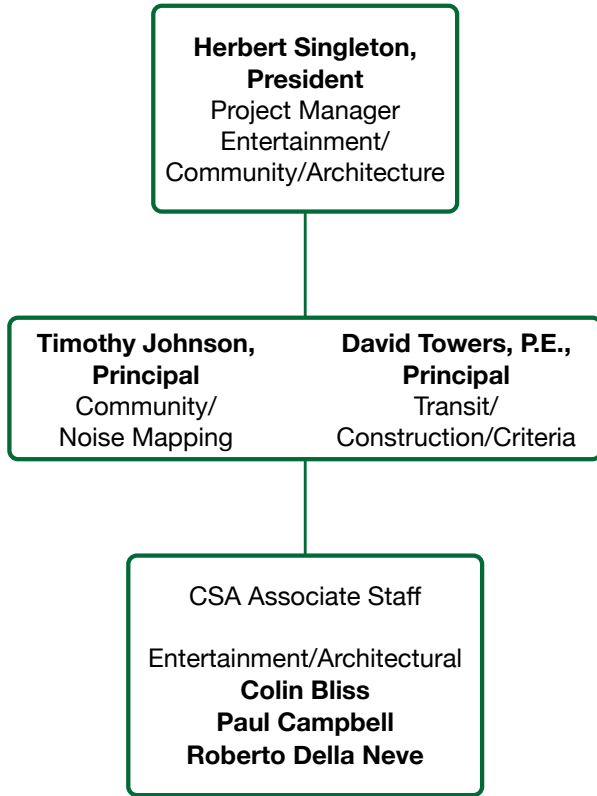 Herbert Singleton,
President
Project Manager
Entertainment/
Community/Architecture
Timothy Johnson,
Principal
Community/
Noise Mapping
David Towers, P.E.,
Principal
Transit/
Construction/Criteria
CSA Associate Staff
Entertainment/Architectural
Colin Bliss
Paul Campbell
Roberto Della Neve